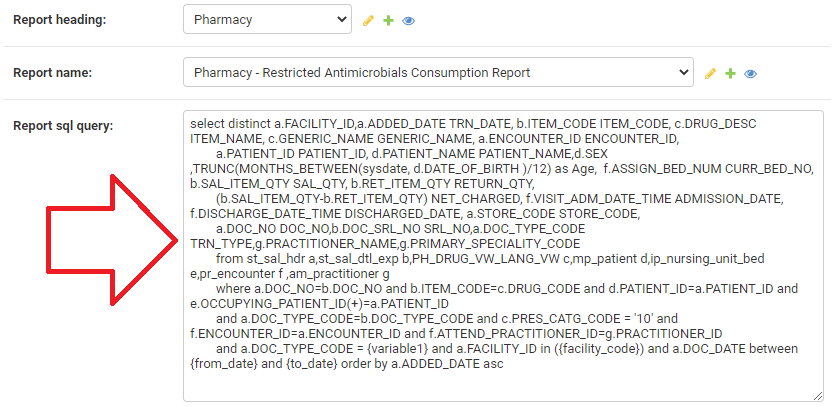 Report heading: Pharmacy
Report name: Pharmacy - Restricted Antimicrobials Consumption Report
Report sql query:
select distinct a.FACILITY_ID,a.ADDED_DATE TRN_DATE, b.ITEM_CODE ITEM_CODE, c.DRUG_DESC
ITEM_NAME, c.GENERIC_NAME GENERIC_NAME, a.ENCOUNTER_ID ENCOUNTER_ID,
a.PATIENT_ID PATIENT_ID, d.PATIENT_NAME PATIENT_NAME,d.SEX
,TRUNC(MONTHS_BETWEEN(sysdate, d.DATE_OF_BIRTH )/12) as Age, f.ASSIGN_BED_NUM CURR_BED_NO,
b.SAL_ITEM_QTY SAL_QTY, b.RET_ITEM_QTY RETURN_QTY,
(b.SAL_ITEM_QTY-b.RET_ITEM_QTY) NET_CHARGED, f.VISIT_ADM_DATE_TIME ADMISSION_DATE,
f.DISCHARGE_DATE_TIME DISCHARGED_DATE, a.STORE_CODE STORE_CODE,
a.DOC_NO DOC_NO,b.DOC_SRL_NO SRL_NO,a.DOC_TYPE_CODE
TRN_TYPE,g.PRACTITIONER_NAME,g.PRIMARY_SPECIALITY_CODE
from st_sal_hdr a,st_sal_dtl_exp b,PH_DRUG_VW_LANG_VW c,mp_patient d,ip_nursing_unit_bed
e,pr_encounter f ,am_practitioner g
where a.DOC_NO=b.DOC_NO and b.ITEM_CODE=c.DRUG_CODE and d.PATIENT_ID=a.PATIENT_ID and
e.OCCUPYING_PATIENT_ID(+)=a.PATIENT_ID
and a.DOC_TYPE_CODE=b.DOC_TYPE_CODE and c.PRES_CATG_CODE = '10' and
f.ENCOUNTER_ID=a.ENCOUNTER_ID and f.ATTEND_PRACTITIONER_ID=g.PRACTITIONER_ID
and a.DOC_TYPE_CODE = {variable1} and a.FACILITY_ID in ({facility_code}) and a.DOC_DATE between
{from_date} and {to_date} order by a.ADDED_DATE asc